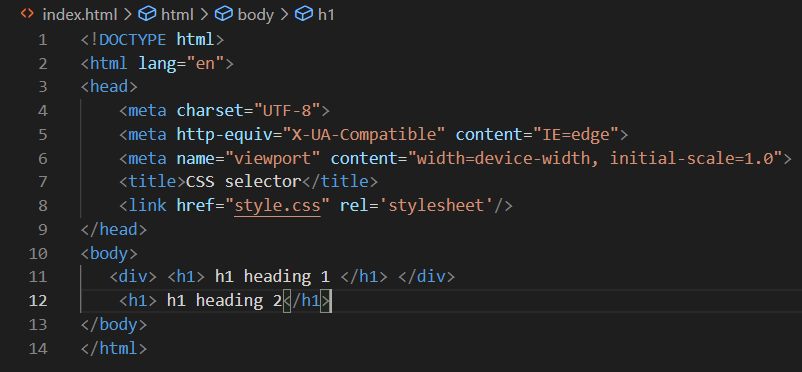 index.html > html > body > h1
1 <!DOCTYPE html>
2 <html lang="en">
3 <head>
4     <meta charset="UTF-8">
5     <meta http-equiv="X-UA-Compatible" content="IE=edge">
6     <meta name="viewport" content="width=device-width, initial-scale=1.0">
7     <title>CSS selector</title>
8     <link href="style.css" rel='stylesheet'/>
9 </head>
10 <body>
11    <div> <h1> h1 heading 1 </h1> </div>
12     <h1> h1 heading 2</h1>
13 </body>
14 </html>